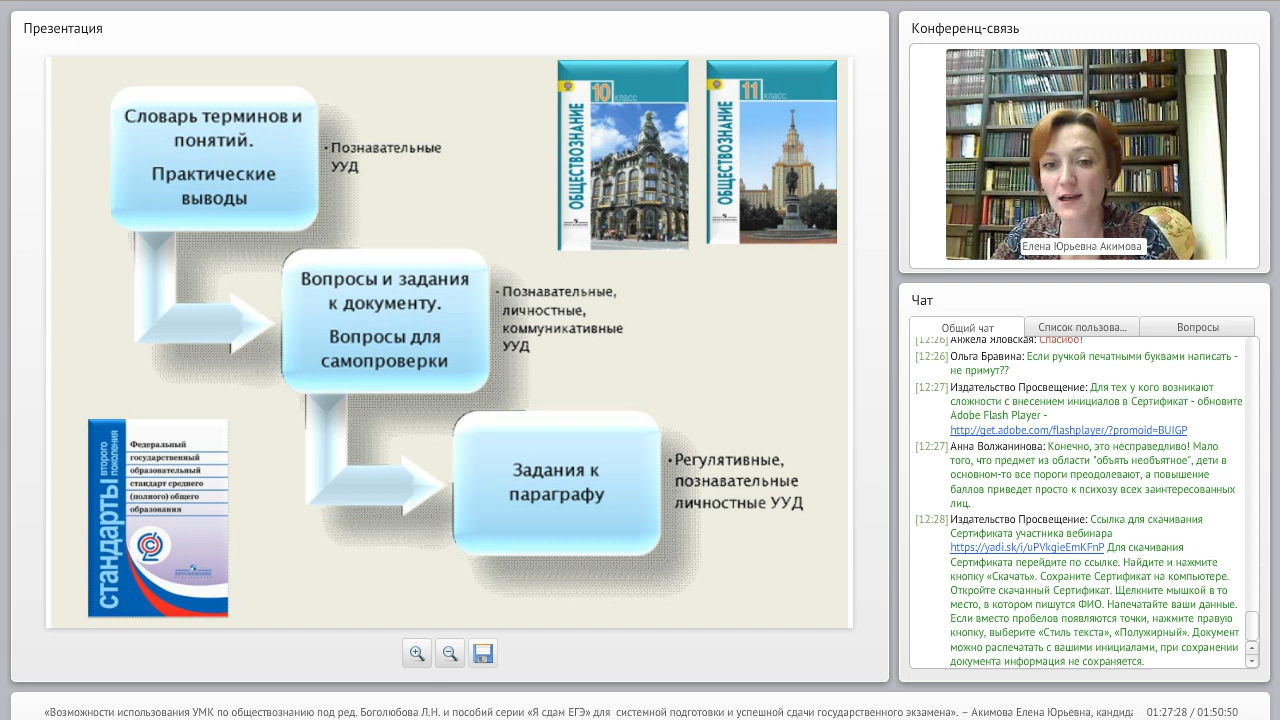 Презентация
Словарь терминов и
понятий.
Практические
выводы
· Познавательные
УУД
Вопросы и задания
к документу.
Вопросы для
самопроверки
· Познавательные,
личностные,
коммуникативные
УУД
Задания к
параграфу
· Регулятивные,
познавательные
личностные УУД
10 класс
ОБЩЕСТВОЗНАНИЕ
11 класс
ОБЩЕСТВОЗНАНИЕ
стандарты
второго
поколения
Федеральный
государственный
образовательный
стандарт среднего
(полного) общего
образования
Конференц-связь
Елена Юрьевна Акимова
Чат
Общий чат
Список пользова...
Вопросы
[12:26] Анжела Яловская: Спасибо!
[12:26] Ольга Бравина: Если ручкой печатными буквами написать -
не примут??
[12:27] Издательство Просвещение: Для тех у кого возникают
сложности с внесением инициалов в Сертификат - обновите
Adobe Flash Player -
http://get.adobe.com/flashplayer/?promoid=BUIGP
[12:27] Анна Волжанинова: Конечно, это несправедливо! Мало
того, что предмет из области "объять необъятное", дети в
основном-то все пороги преодолевают, а повышение
баллов приведет просто к психозу всех заинтересованных
лиц.
[12:28] Издательство Просвещение: Ссылка для скачивания
Сертификата участника вебинара
https://yadi.sk/i/uPVkgieEmKFnP Для скачивания
Сертификата перейдите по ссылке. Найдите и нажмите
кнопку «Скачать». Сохраните Сертификат на компьютере.
Откройте скачанный Сертификат. Щелкните мышкой в то
место, в котором пишутся ФИО. Напечатайте ваши данные.
Если вместо пробелов появляются точки, нажмите правую
кнопку, выберите «Стиль текста», «Полужирный». Документ
можно распечатать с вашими инициалами, при сохранении
документа информация не сохраняется.
«Возможности использования УМК по обществознанию под ред. Боголюбова Л.Н. и пособий серии «Я сдам ЕГЭ» для системной подготовки и успешной сдачи государственного экзамена». – Акимова Елена Юрьевна, кандида
01:27:28 / 01:50:50